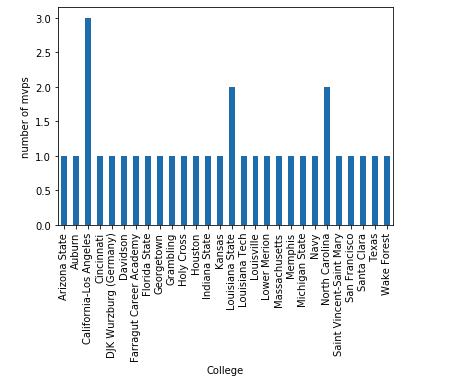 3.0
2.5
2.0
1.5
1.0
0.5
0.0
number of mvps
Arizona State
Auburn
California-Los Angeles
Cincinnati
DJK Wurzburg (Germany)
Davidson
Farragut Career Academy
Florida State
Georgetown
Grambling
Holy Cross
Houston
Indiana State
Kansas
Louisiana State
Louisiana Tech
Louisville
Lower Merion
Massachusetts
Memphis
Michigan State
Navy
North Carolina
Saint Vincent-Saint Mary
San Francisco
Santa Clara
Texas
Wake Forest
College